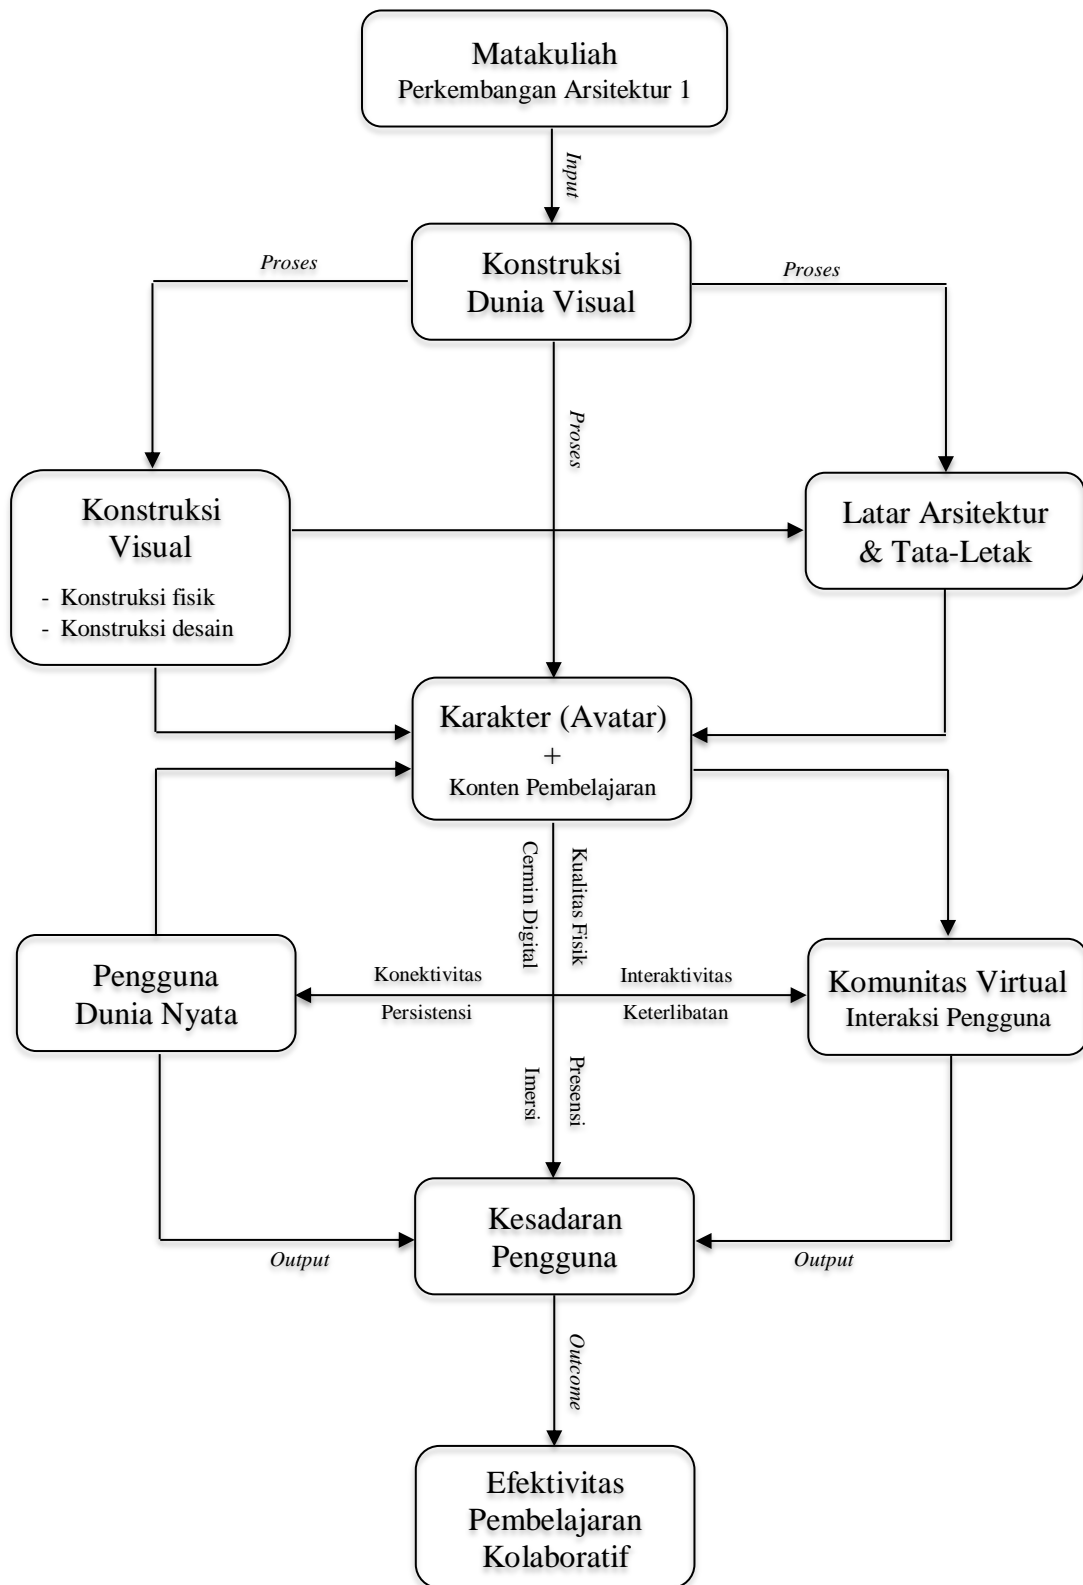 Matakuliah
Perkembangan Arsitektur 1
Input
Konstruksi
Dunia Visual
Proses
Proses
Proses
Konstruksi
Visual
- Konstruksi fisik
- Konstruksi desain
Latar Arsitektur
& Tata-Letak
Karakter (Avatar)
+
Konten Pembelajaran
Cermin Digital
Kualitas Fisik
Pengguna
Dunia Nyata
Konektivitas
Persistensi
Interaktivitas
Keterlibatan
Komunitas Virtual
Interaksi Pengguna
Imersi
Presensi
Kesadaran
Pengguna
Output
Output
Outcome
Efektivitas
Pembelajaran
Kolaboratif